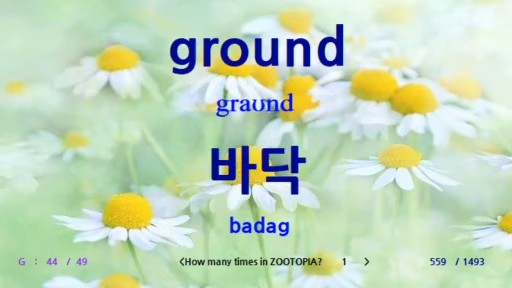 ground
graʊnd
바닥
badag
G : 44 / 49 <How many times in ZOOTOPIA? 1 > 559 / 1493